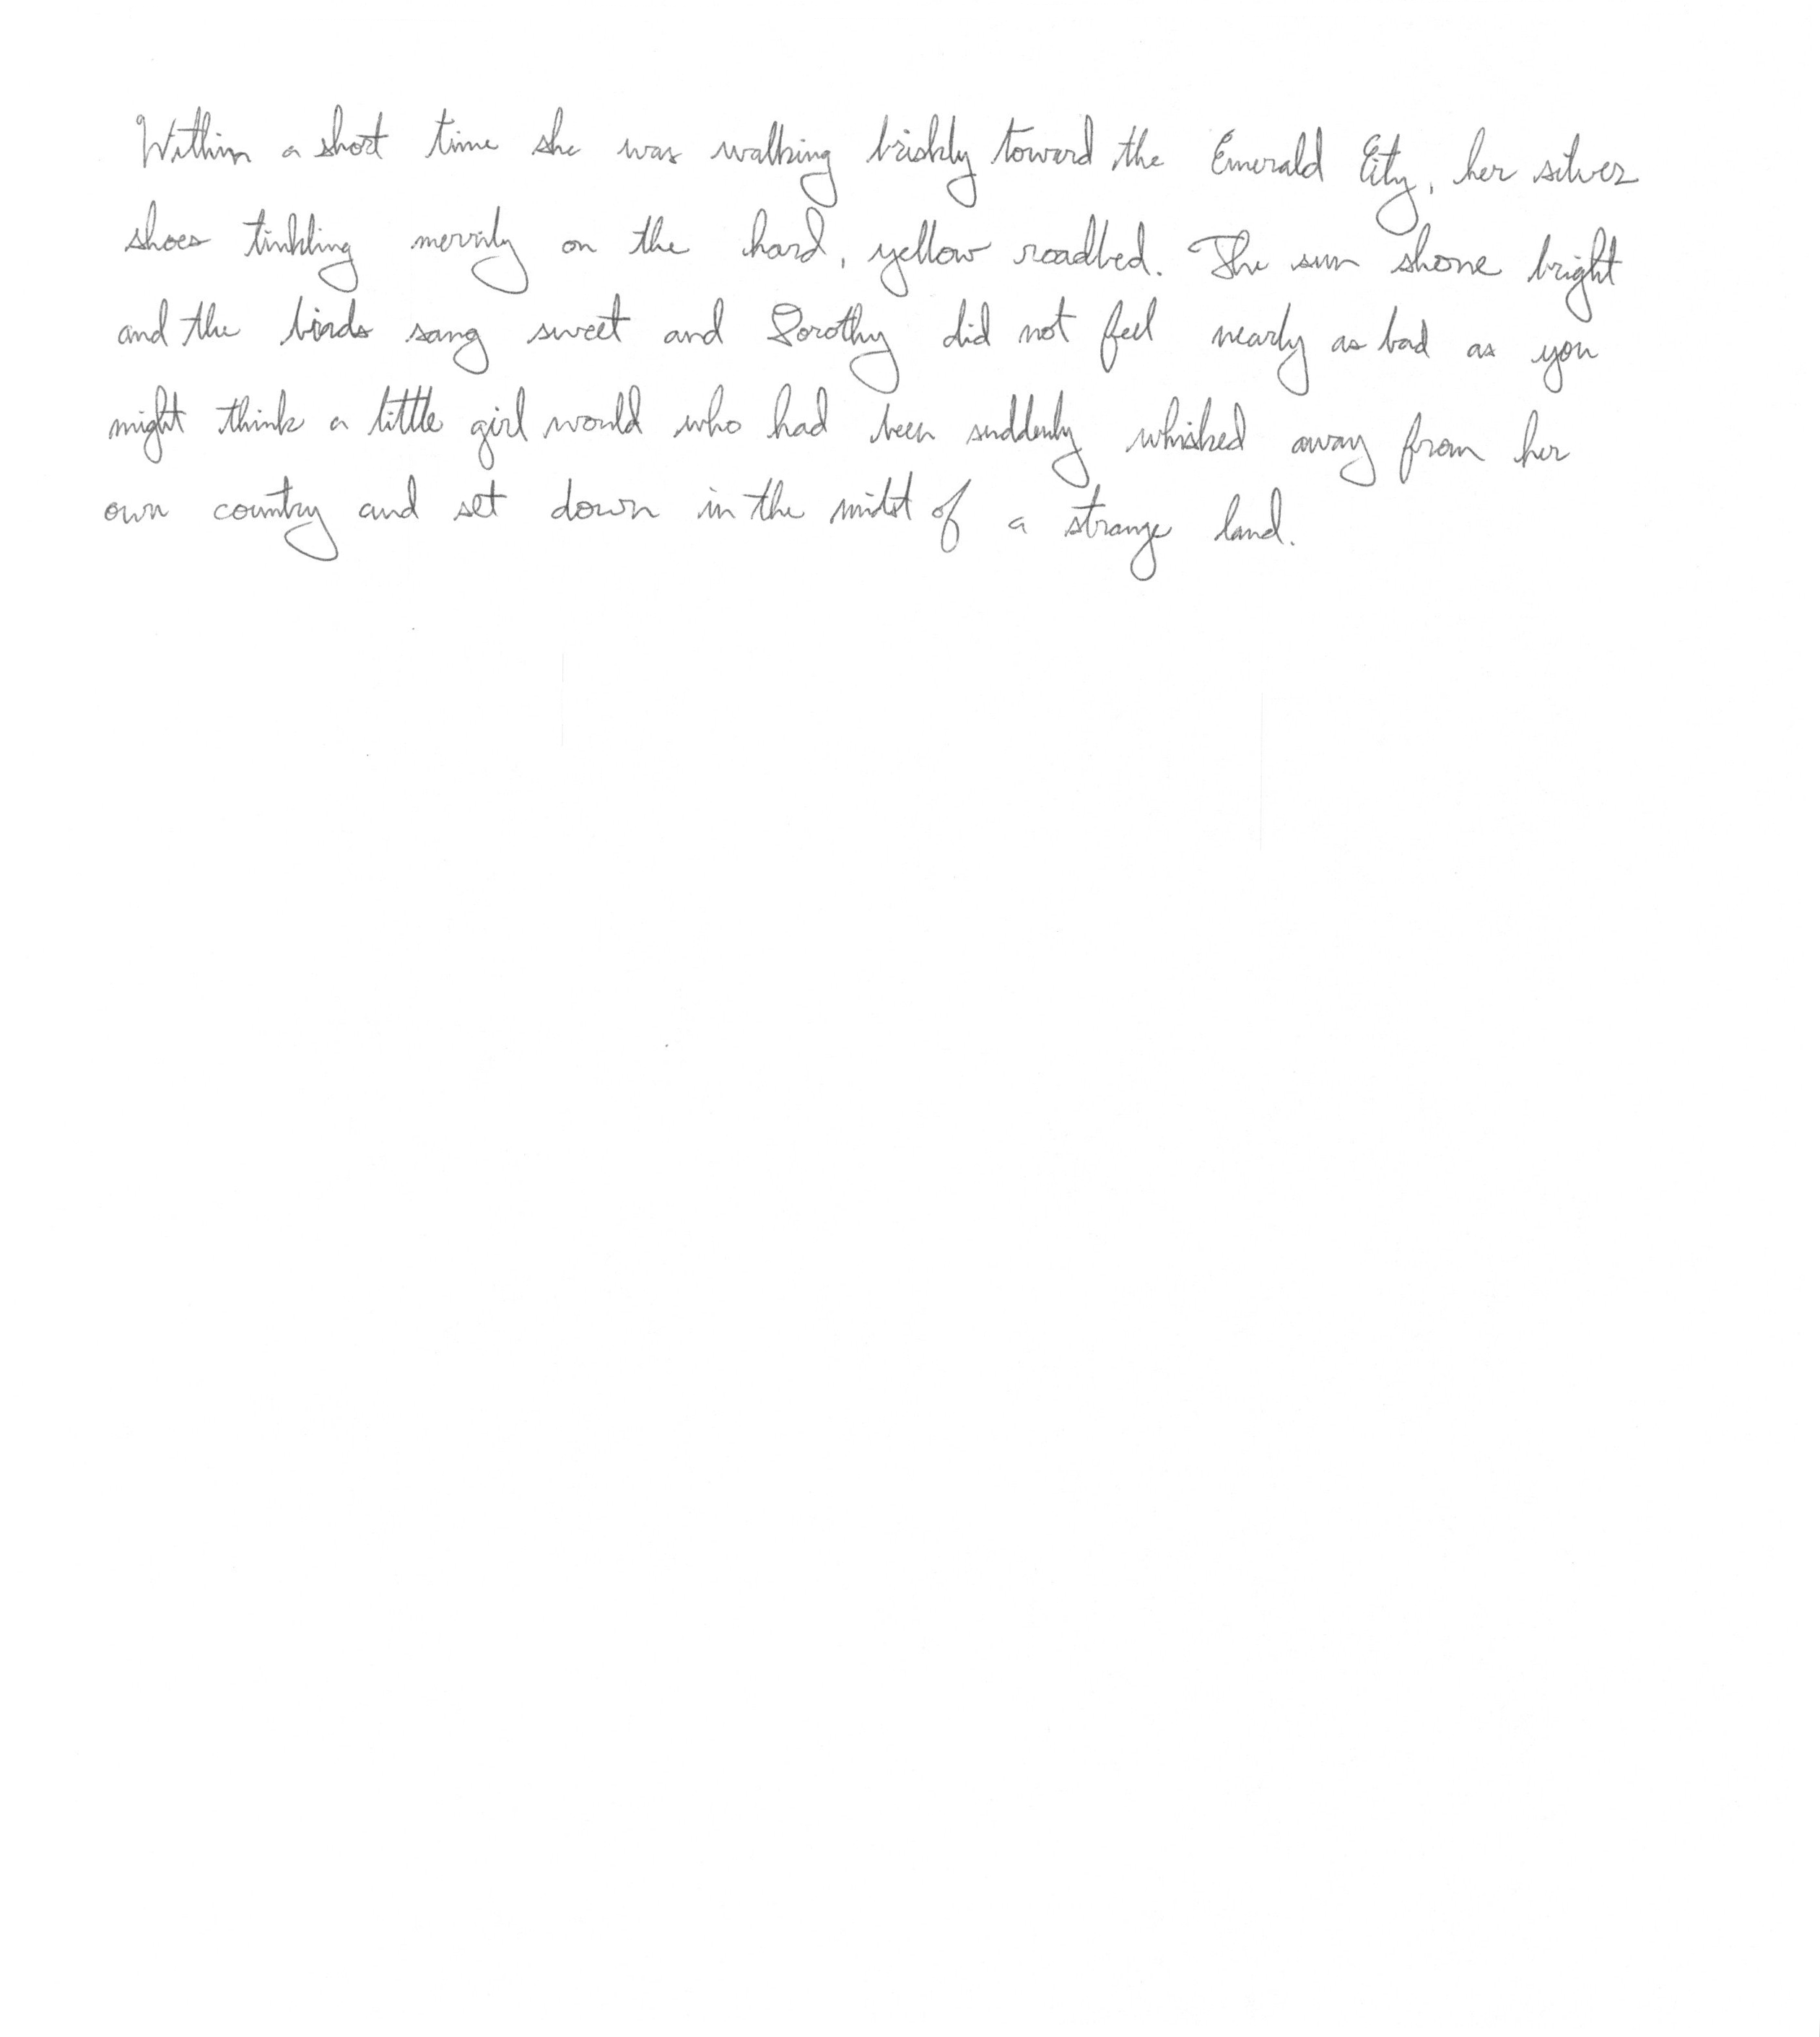 Within a short time she was walking briskly toward the Emerald City, her silver
shoes tinkling merrily on the hard, yellow roadbed. The sun shone bright
and the birds sang sweet and Dorothy did not feel nearly as bad as you
might think a little girl would who had been suddenly whisked away from her
own country and set down in the midst of a strange land.